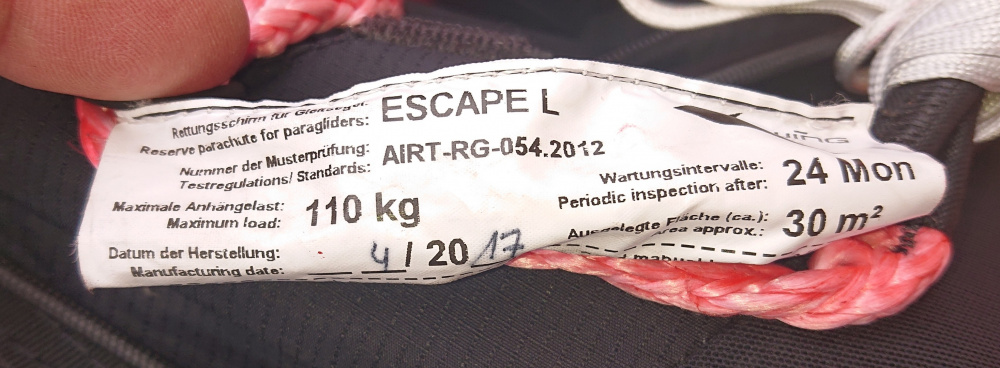 Rettungsschirm für Gleitsegel:
Reserve parachute for paragliders:
ESCAPE L
Nummer der Musterprüfung:
Testregulations/ Standards:
AIRT-RG-054.2012
Maximale Anhängelast:
Maximum load:
110 kg
Datum der Herstellung:
Manufacturing date:
4 / 20 17
Wartungsintervalle:
Periodic inspection after:
24 Mon
Ausgelegte Fläche (ca.):
approx.:
30 m²